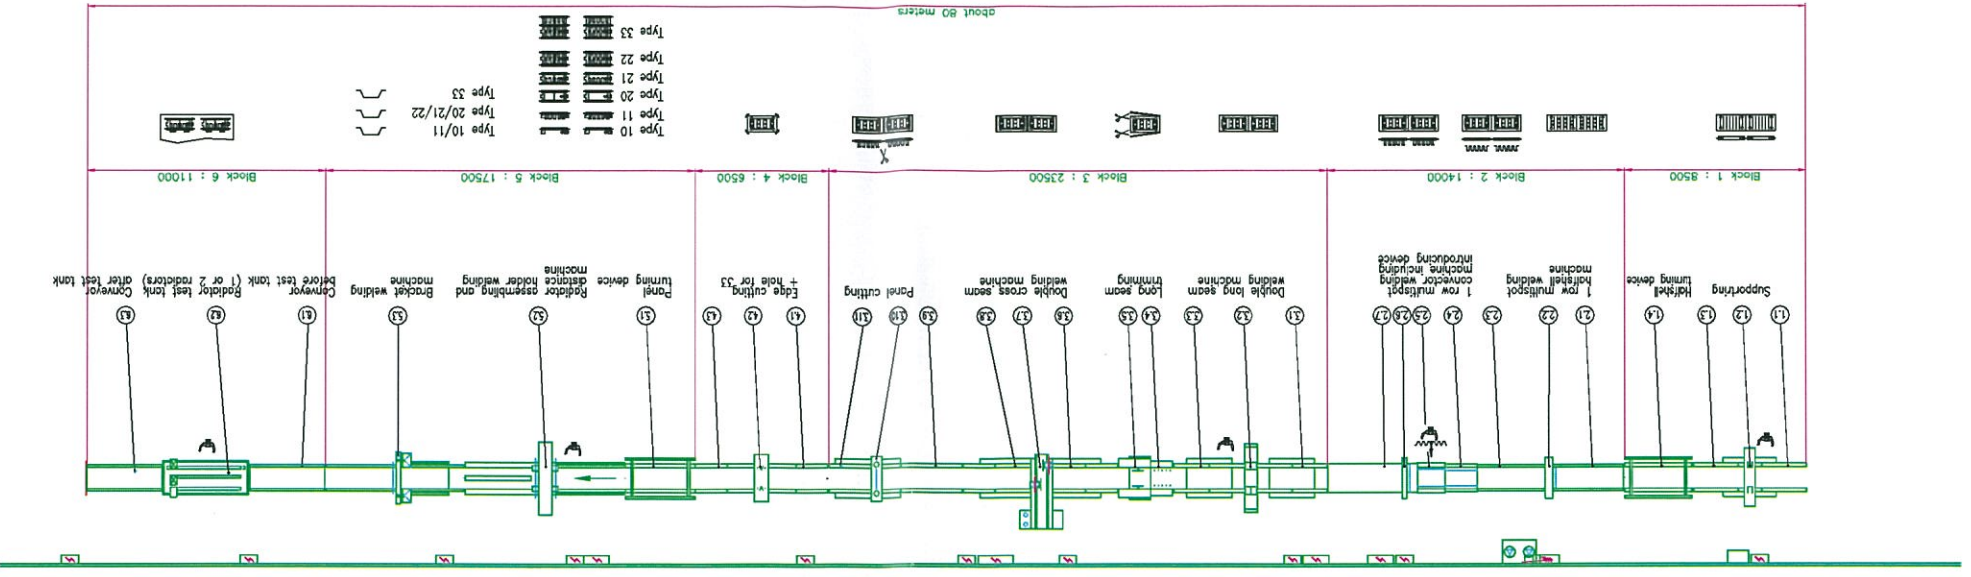 1.1 1.2 1.3 1.4 2.1 2.2 2.3 2.4 2.5 2.6 2.7 3.1 3.2 3.3 3.4 3.5 3.6 3.7 3.8 3.9 3.10 3.11 4.1 4.2 4.3 5.1 5.2 5.3 6.1 6.2 6.3
Supportring
Halfshell
turning device
1 row multispot
halfshell welding
machine
1 row multispot
convector welding
machine including
introducing device
Double long seam
welding machine
Long seam
trimming
Double cross seam
welding machine
Panel cutting
Edge cutting
+ hole for 33
Panel
turning device
Radiator assembling and
distance holder welding
machine
Bracket welding
machine
Conveyor
before test tank
Radiator test tank
(1 or 2 radiators)
Conveyor
after test tank
Block 1 : 8500
Block 2 : 14000
Block 3 : 23500
Block 4 : 6500
Block 5 : 17500
Block 6 : 11000
Type 10
Type 11
Type 20
Type 21
Type 22
Type 33
Type 10/11
Type 20/21/22
Type 33
about 80 meters